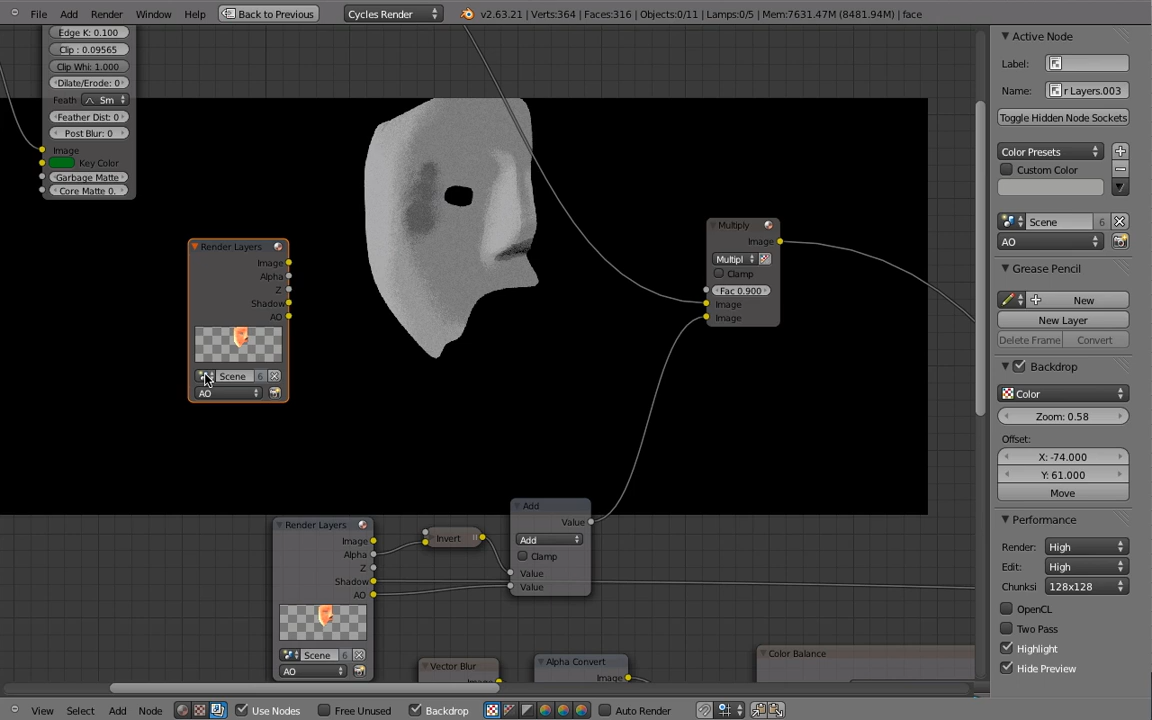 File Add Render Window Help Back to Previous Cycles Render v2.63.21 | Verts:364 | Faces:316 | Objects:0/11 | Lamps:0/5 | Mem:7631.47M (8481.94M) | face
Edge K: 0.100
Clip : 0.09565
Clip Whi: 1.000
Dilate/Erode: 0
Feath Sm
Feather Dist: 0
Post Blur: 0
Image
Key Color
Garbage Matte
Core Matte 0.
Render Layers
Image
Alpha
Z
Shadow
AO
Scene 6
AO
Multiply
Image
Multipl
Clamp
Fac 0.900
Image
Image
Render Layers
Image
Alpha
Z
Shadow
AO
Scene 6
AO
Invert
Add
Value
Add
Clamp
Value
Value
Vector Blur
Image
Alpha Convert
Image
Color Balance
Active Node
Label:
Name: r Layers.003
Toggle Hidden Node Sockets
Color Presets
Custom Color
Scene 6
AO
Grease Pencil
New
New Layer
Delete Frame Convert
Backdrop
Color
Zoom: 0.58
Offset:
X: -74.000
Y: 61.000
Move
Performance
Render: High
Edit: High
Chunksi 128x128
OpenCL
Two Pass
Highlight
Hide Preview
View Select Add Node Use Nodes Free Unused Backdrop Auto Render